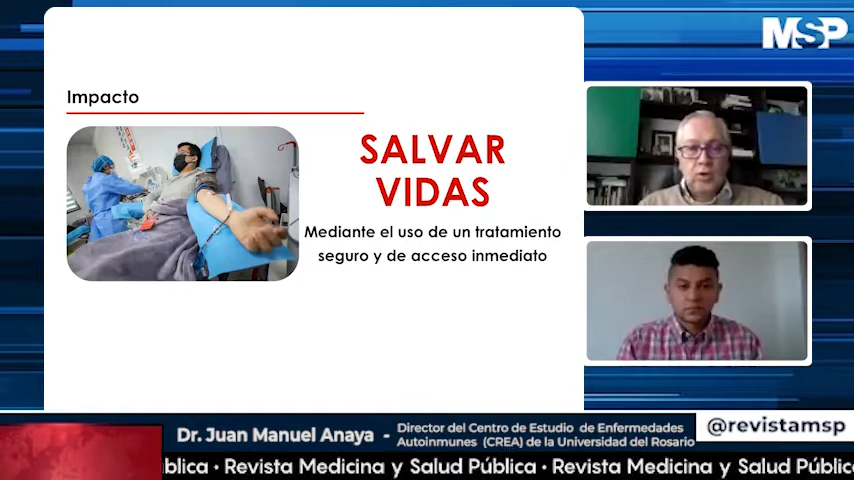 MSP
Impacto
SALVAR
VIDAS
Mediante el uso de un tratamiento
seguro y de acceso inmediato
Dr. Juan Manuel Anaya -
Director del Centro de Estudio de Enfermedades
Autoinmunes (CREA) de la Universidad del Rosario
@revistamsp
ública · Revista Medicina y Salud Pública · Revista Medicina y Salud Públic